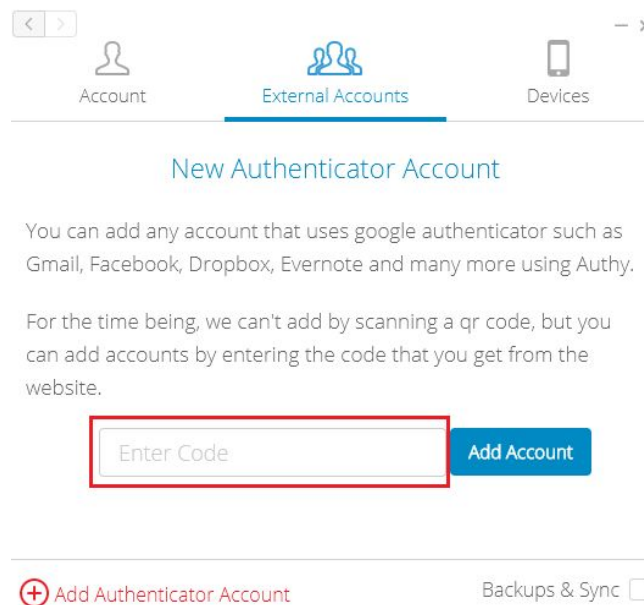 Account External Accounts Devices
New Authenticator Account
You can add any account that uses google authenticator such as
Gmail, Facebook, Dropbox, Evernote and many more using Authy.
For the time being, we can't add by scanning a qr code, but you
can add accounts by entering the code that you get from the
website.
Enter Code Add Account
Add Authenticator Account Backups & Sync